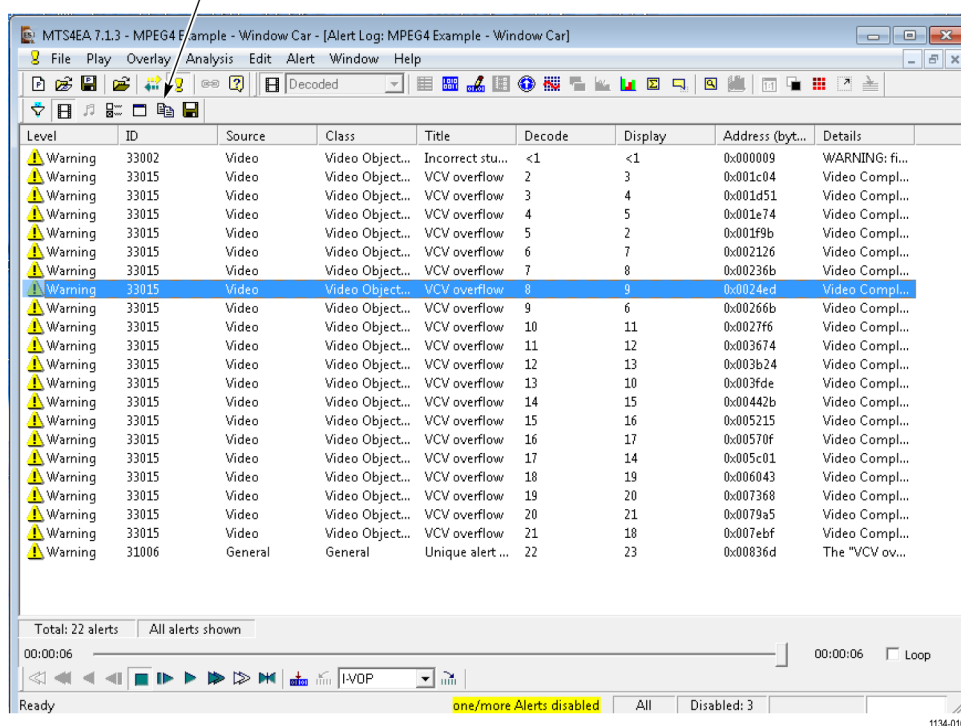 MTS4EA 7.1.3 - MPEG4 Example - Window Car - [Alert Log: MPEG4 Example - Window Car]
File Play Overlay Analysis Edit Alert Window Help
Decoded
Level ID Source Class Title Decode Display Address (byt... Details
Warning 33002 Video Video Object... Incorrect stu... <1 <1 0x000009 WARNING: fi...
Warning 33015 Video Video Object... VCV overflow 2 3 0x001c04 Video Compl...
Warning 33015 Video Video Object... VCV overflow 3 4 0x001d51 Video Compl...
Warning 33015 Video Video Object... VCV overflow 4 5 0x001e74 Video Compl...
Warning 33015 Video Video Object... VCV overflow 5 2 0x001f9b Video Compl...
Warning 33015 Video Video Object... VCV overflow 6 7 0x002126 Video Compl...
Warning 33015 Video Video Object... VCV overflow 7 8 0x00236b Video Compl...
Warning 33015 Video Video Object... VCV overflow 8 9 0x0024ed Video Compl...
Warning 33015 Video Video Object... VCV overflow 9 6 0x00266b Video Compl...
Warning 33015 Video Video Object... VCV overflow 10 11 0x0027f6 Video Compl...
Warning 33015 Video Video Object... VCV overflow 11 12 0x003674 Video Compl...
Warning 33015 Video Video Object... VCV overflow 12 13 0x003b24 Video Compl...
Warning 33015 Video Video Object... VCV overflow 13 10 0x003fde Video Compl...
Warning 33015 Video Video Object... VCV overflow 14 15 0x00442b Video Compl...
Warning 33015 Video Video Object... VCV overflow 15 16 0x005215 Video Compl...
Warning 33015 Video Video Object... VCV overflow 16 17 0x00570f Video Compl...
Warning 33015 Video Video Object... VCV overflow 17 14 0x005c01 Video Compl...
Warning 33015 Video Video Object... VCV overflow 18 19 0x006043 Video Compl...
Warning 33015 Video Video Object... VCV overflow 19 20 0x007368 Video Compl...
Warning 33015 Video Video Object... VCV overflow 20 21 0x0079a5 Video Compl...
Warning 33015 Video Video Object... VCV overflow 21 18 0x007ebf Video Compl...
Warning 31006 General General Unique alert ... 22 23 0x00836d The "VCV ov...
Total: 22 alerts All alerts shown
00:00:06 00:00:06 Loop
I-VOP
Ready one/more Alerts disabled All Disabled: 3